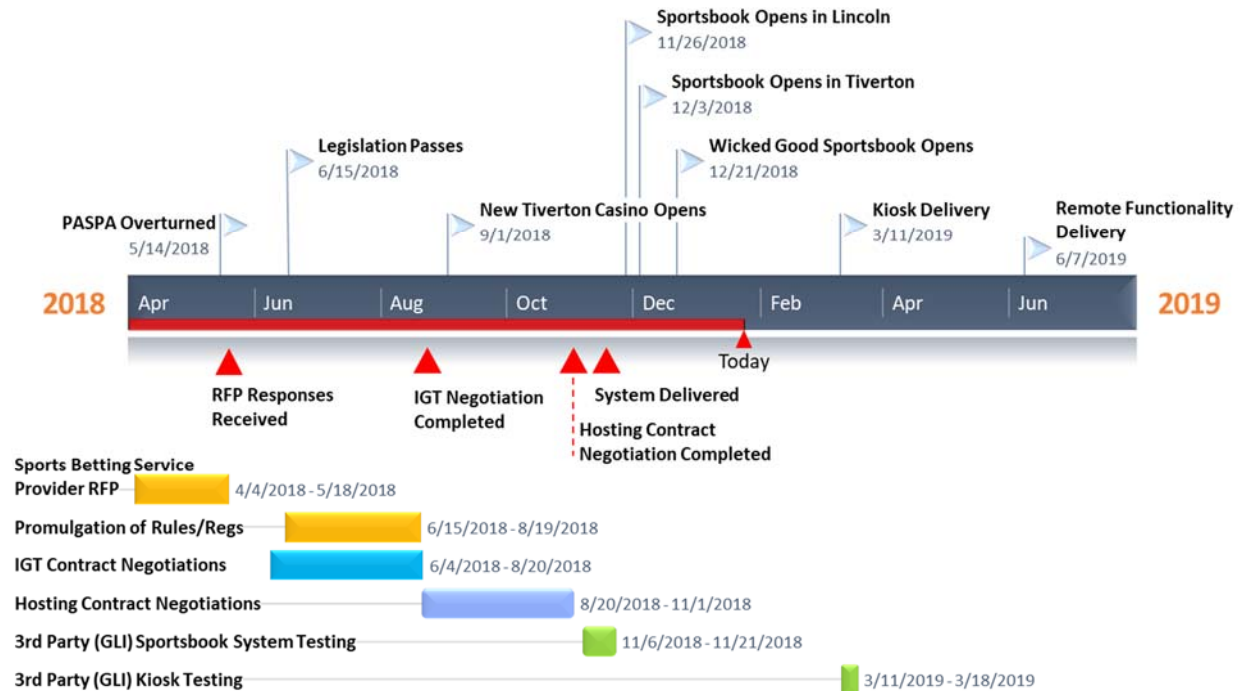 Sportsbook Opens in Lincoln
11/26/2018
Sportsbook Opens in Tiverton
12/3/2018
Legislation Passes
6/15/2018
Wicked Good Sportsbook Opens
12/21/2018
PASPA Overturned
5/14/2018
New Tiverton Casino Opens
9/1/2018
Kiosk Delivery
3/11/2019
Remote Functionality
Delivery
6/7/2019
2018 Apr Jun Aug Oct Dec Feb Apr Jun 2019
Today
RFP Responses
Received
IGT Negotiation
Completed
System Delivered
Hosting Contract
Negotiation Completed
Sports Betting Service
Provider RFP 4/4/2018 - 5/18/2018
Promulgation of Rules/Regs 6/15/2018 - 8/19/2018
IGT Contract Negotiations 6/4/2018 - 8/20/2018
Hosting Contract Negotiations 8/20/2018 - 11/1/2018
3rd Party (GLI) Sportsbook System Testing 11/6/2018 - 11/21/2018
3rd Party (GLI) Kiosk Testing 3/11/2019 - 3/18/2019